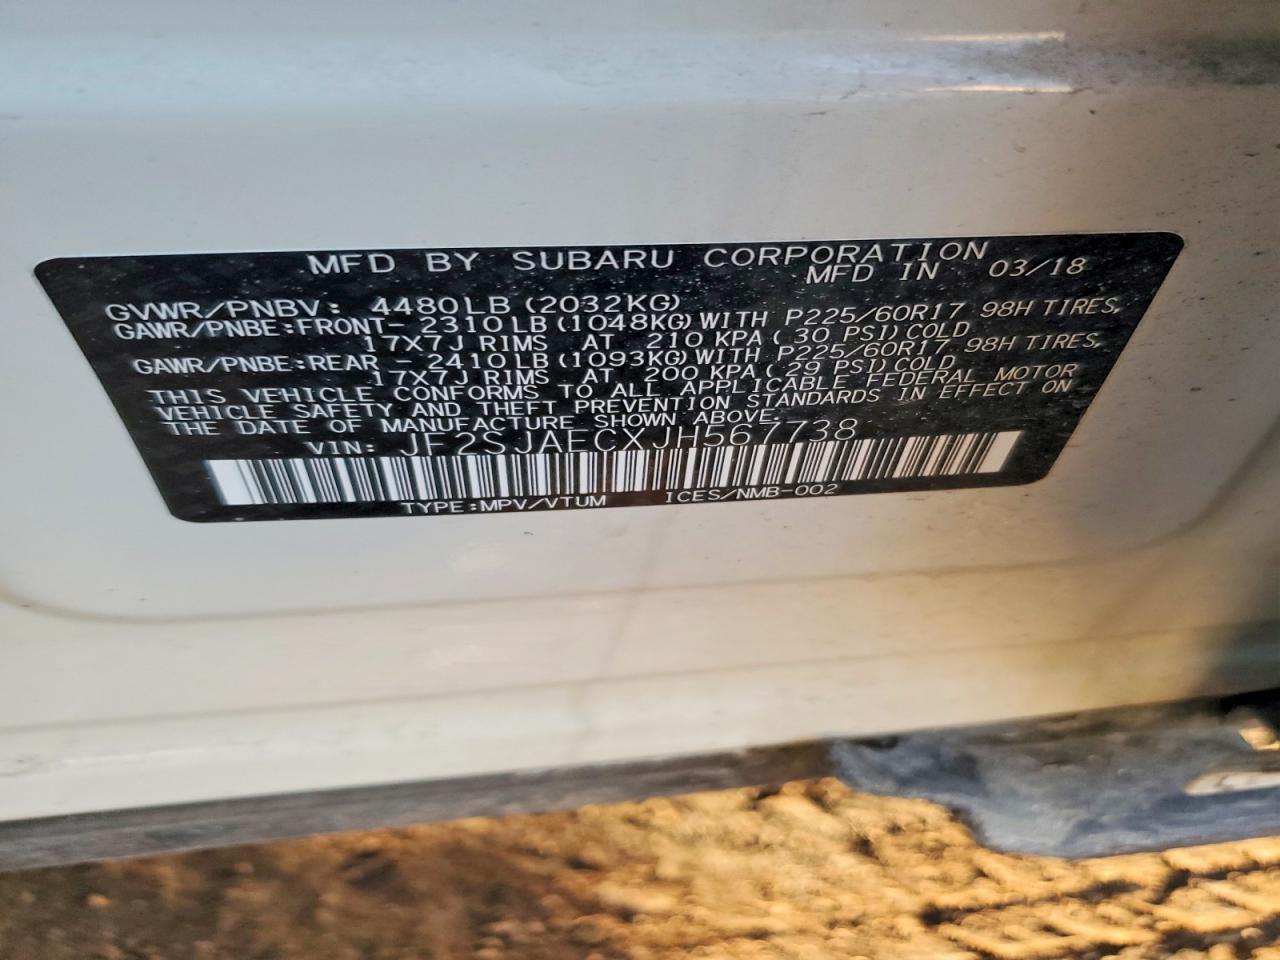 MFD BY SUBARU CORPORATION
MFD IN 03/18
GVWR/PNBV: 4480LB (2032KG)
GAWR/PNBE:FRONT- 2310LB(1048KG)WITH P225/60R17 98H TIRES,
17X7J RIMS AT 210 KPA( 30 PSI)COLD
GAWR/PNBE:REAR - 2410LB(1093KG)WITH P225/60R17 98H TIRES,
17X7J RIMS AT 200 KPA( 29 PSI)COLD
THIS VEHICLE CONFORMS TO ALL APPLICABLE FEDERAL MOTOR
VEHICLE SAFETY AND THEFT PREVENTION STANDARDS IN EFFECT ON
THE DATE OF MANUFACTURE SHOWN ABOVE.
VIN: JF2SJAECXJH567738
TYPE:MPV/VTUM ICES/NMB-002